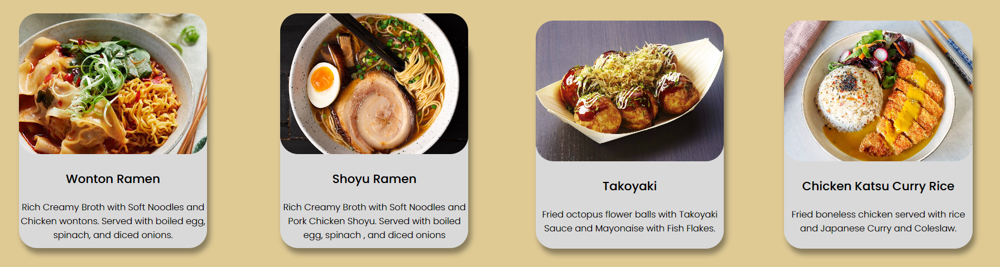 Wonton Ramen
Rich Creamy Broth with Soft Noodles and
Chicken wontons. Served with boiled egg,
spinach, and diced onions.
Shoyu Ramen
Rich Creamy Broth with Soft Noodles and
Pork Chicken Shoyu. Served with boiled
egg, spinach , and diced onions
Takoyaki
Fried octopus flower balls with Takoyaki
Sauce and Mayonaise with Fish Flakes.
Chicken Katsu Curry Rice
Fried boneless chicken served with rice
and Japanese Curry and Coleslaw.